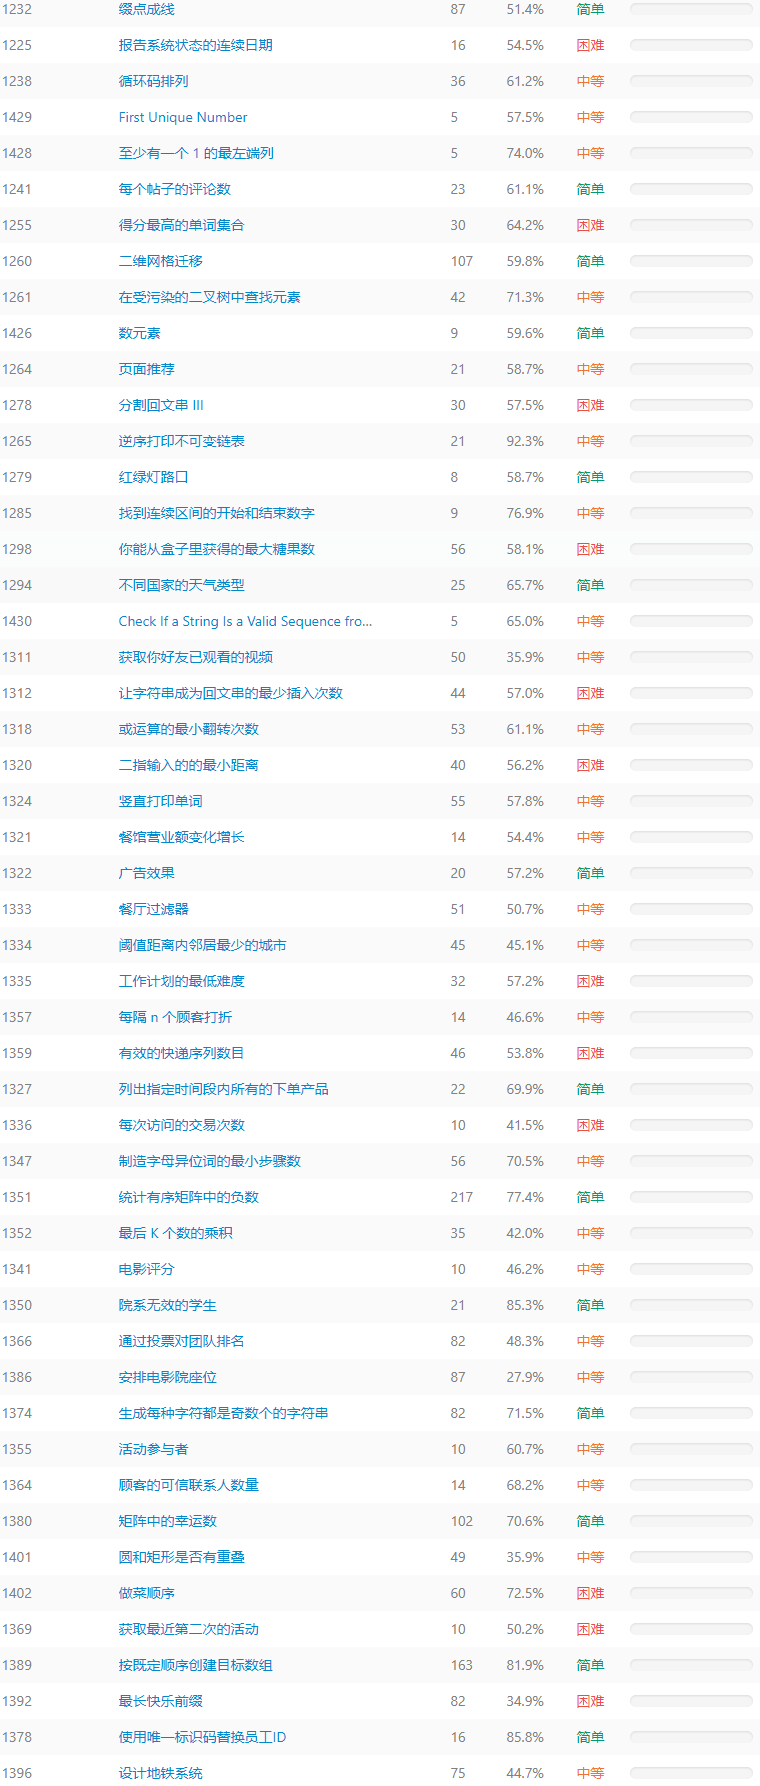 1232 缀点成线 87 51.4% 简单
1225 报告系统状态的连续日期 16 54.5% 困难
1238 循环码排列 36 61.2% 中等
1429 First Unique Number 5 57.5% 中等
1428 至少有一个 1 的最左端列 5 74.0% 中等
1241 每个帖子的评论数 23 61.1% 简单
1255 得分最高的单词集合 30 64.2% 困难
1260 二维网格迁移 107 59.8% 简单
1261 在受污染的二叉树中查找元素 42 71.3% 中等
1426 数元素 9 59.6% 简单
1264 页面推荐 21 58.7% 中等
1278 分割回文串 III 30 57.5% 困难
1265 逆序打印不可变链表 21 92.3% 中等
1279 红绿灯路口 8 58.7% 简单
1285 找到连续区间的开始和结束数字 9 76.9% 中等
1298 你能从盒子里获得的最大糖果数 56 58.1% 困难
1294 不同国家的天气类型 25 65.7% 简单
1430 Check If a String Is a Valid Sequence fro... 5 65.0% 中等
1311 获取你好友已观看的视频 50 35.9% 中等
1312 让字符串成为回文串的最少插入次数 44 57.0% 困难
1318 或运算的最小翻转次数 53 61.1% 中等
1320 二指输入的的最小距离 40 56.2% 困难
1324 竖直打印单词 55 57.8% 中等
1321 餐馆营业额变化增长 14 54.4% 中等
1322 广告效果 20 57.2% 简单
1333 餐厅过滤器 51 50.7% 中等
1334 阈值距离内邻居最少的城市 45 45.1% 中等
1335 工作计划的最低难度 32 57.2% 困难
1357 每隔 n 个顾客打折 14 46.6% 中等
1359 有效的快递序列数目 46 53.8% 困难
1327 列出指定时间段内所有的下单产品 22 69.9% 简单
1336 每次访问的交易次数 10 41.5% 困难
1347 制造字母异位词的最小步骤数 56 70.5% 中等
1351 统计有序矩阵中的负数 217 77.4% 简单
1352 最后 K 个数的乘积 35 42.0% 中等
1341 电影评分 10 46.2% 中等
1350 院系无效的学生 21 85.3% 简单
1366 通过投票对团队排名 82 48.3% 中等
1386 安排电影院座位 87 27.9% 中等
1374 生成每种字符都是奇数个的字符串 82 71.5% 简单
1355 活动参与者 10 60.7% 中等
1364 顾客的可信联系人数量 14 68.2% 中等
1380 矩阵中的幸运数 102 70.6% 简单
1401 圆和矩形是否有重叠 49 35.9% 中等
1402 做菜顺序 60 72.5% 困难
1369 获取最近第二次的活动 10 50.2% 困难
1389 按既定顺序创建目标数组 163 81.9% 简单
1392 最长快乐前缀 82 34.9% 困难
1378 使用唯一标识码替换员工ID 16 85.8% 简单
1396 设计地铁系统 75 44.7% 中等